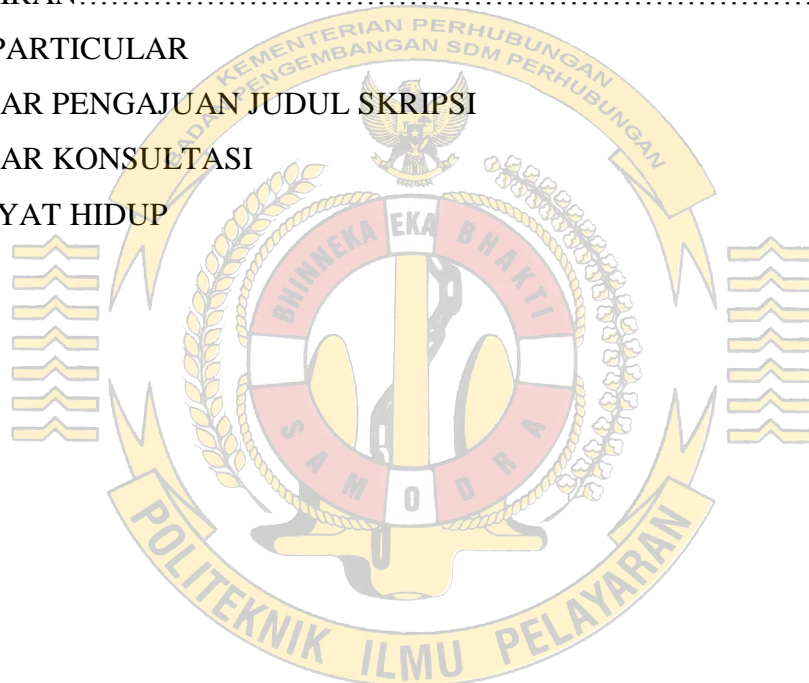 IRAN……………………………………………………………………
PARTICULAR
AR PENGAJUAN JUDUL SKRIPSI
AR KONSULTASI
YAT HIDUP
KEMENTERIAN PERHUBUNGAN
BADAN PENGEMBANGAN SDM PERHUBUNGAN
BHINNEKA EKA BHAKTI
SAMODRA
POLITEKNIK ILMU PELAYARAN